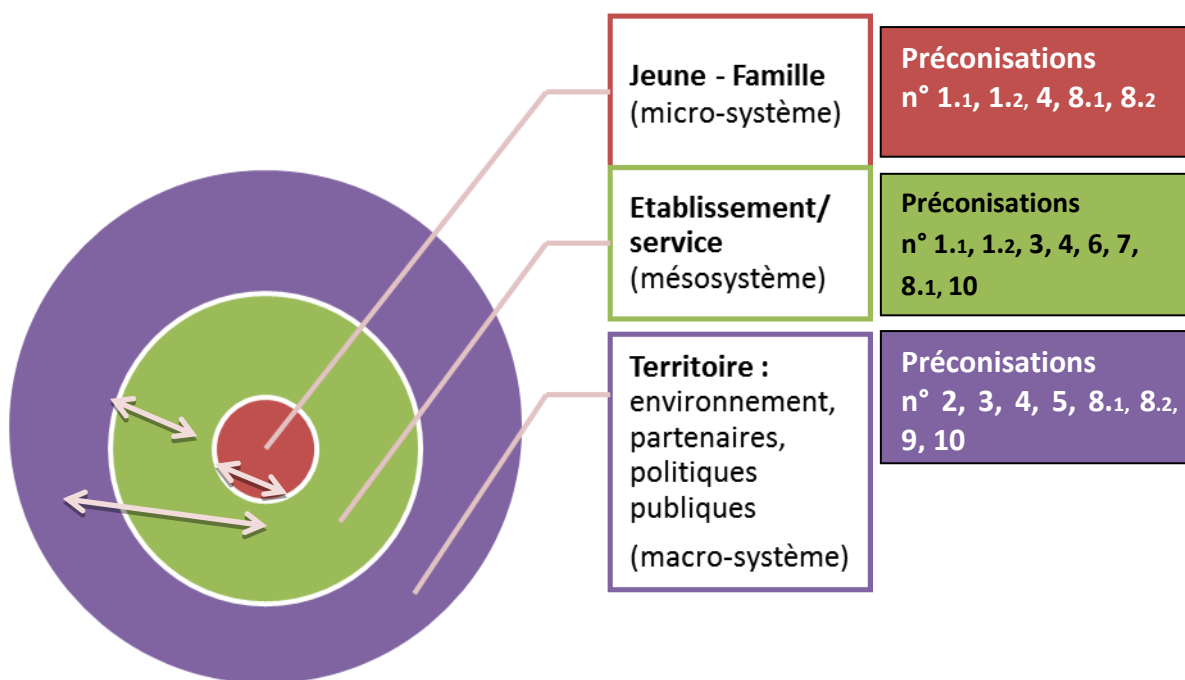 Jeune - Famille
(micro-système)
Préconisations
n° 1.1, 1.2, 4, 8.1, 8.2
Etablissement/
service
(mésosystème)
Préconisations
n° 1.1, 1.2, 3, 4, 6, 7,
8.1, 10
Territoire :
environnement,
partenaires,
politiques
publiques
(macro-système)
Préconisations
n° 2, 3, 4, 5, 8.1, 8.2,
9, 10